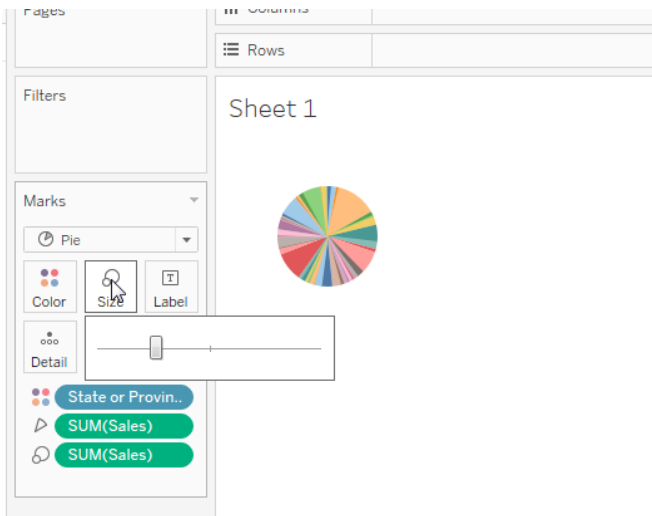 Pages
Columns
Rows
Filters
Sheet 1
Marks
Pie
Color
Size
Label
Detail
State or Provin..
SUM(Sales)
SUM(Sales)